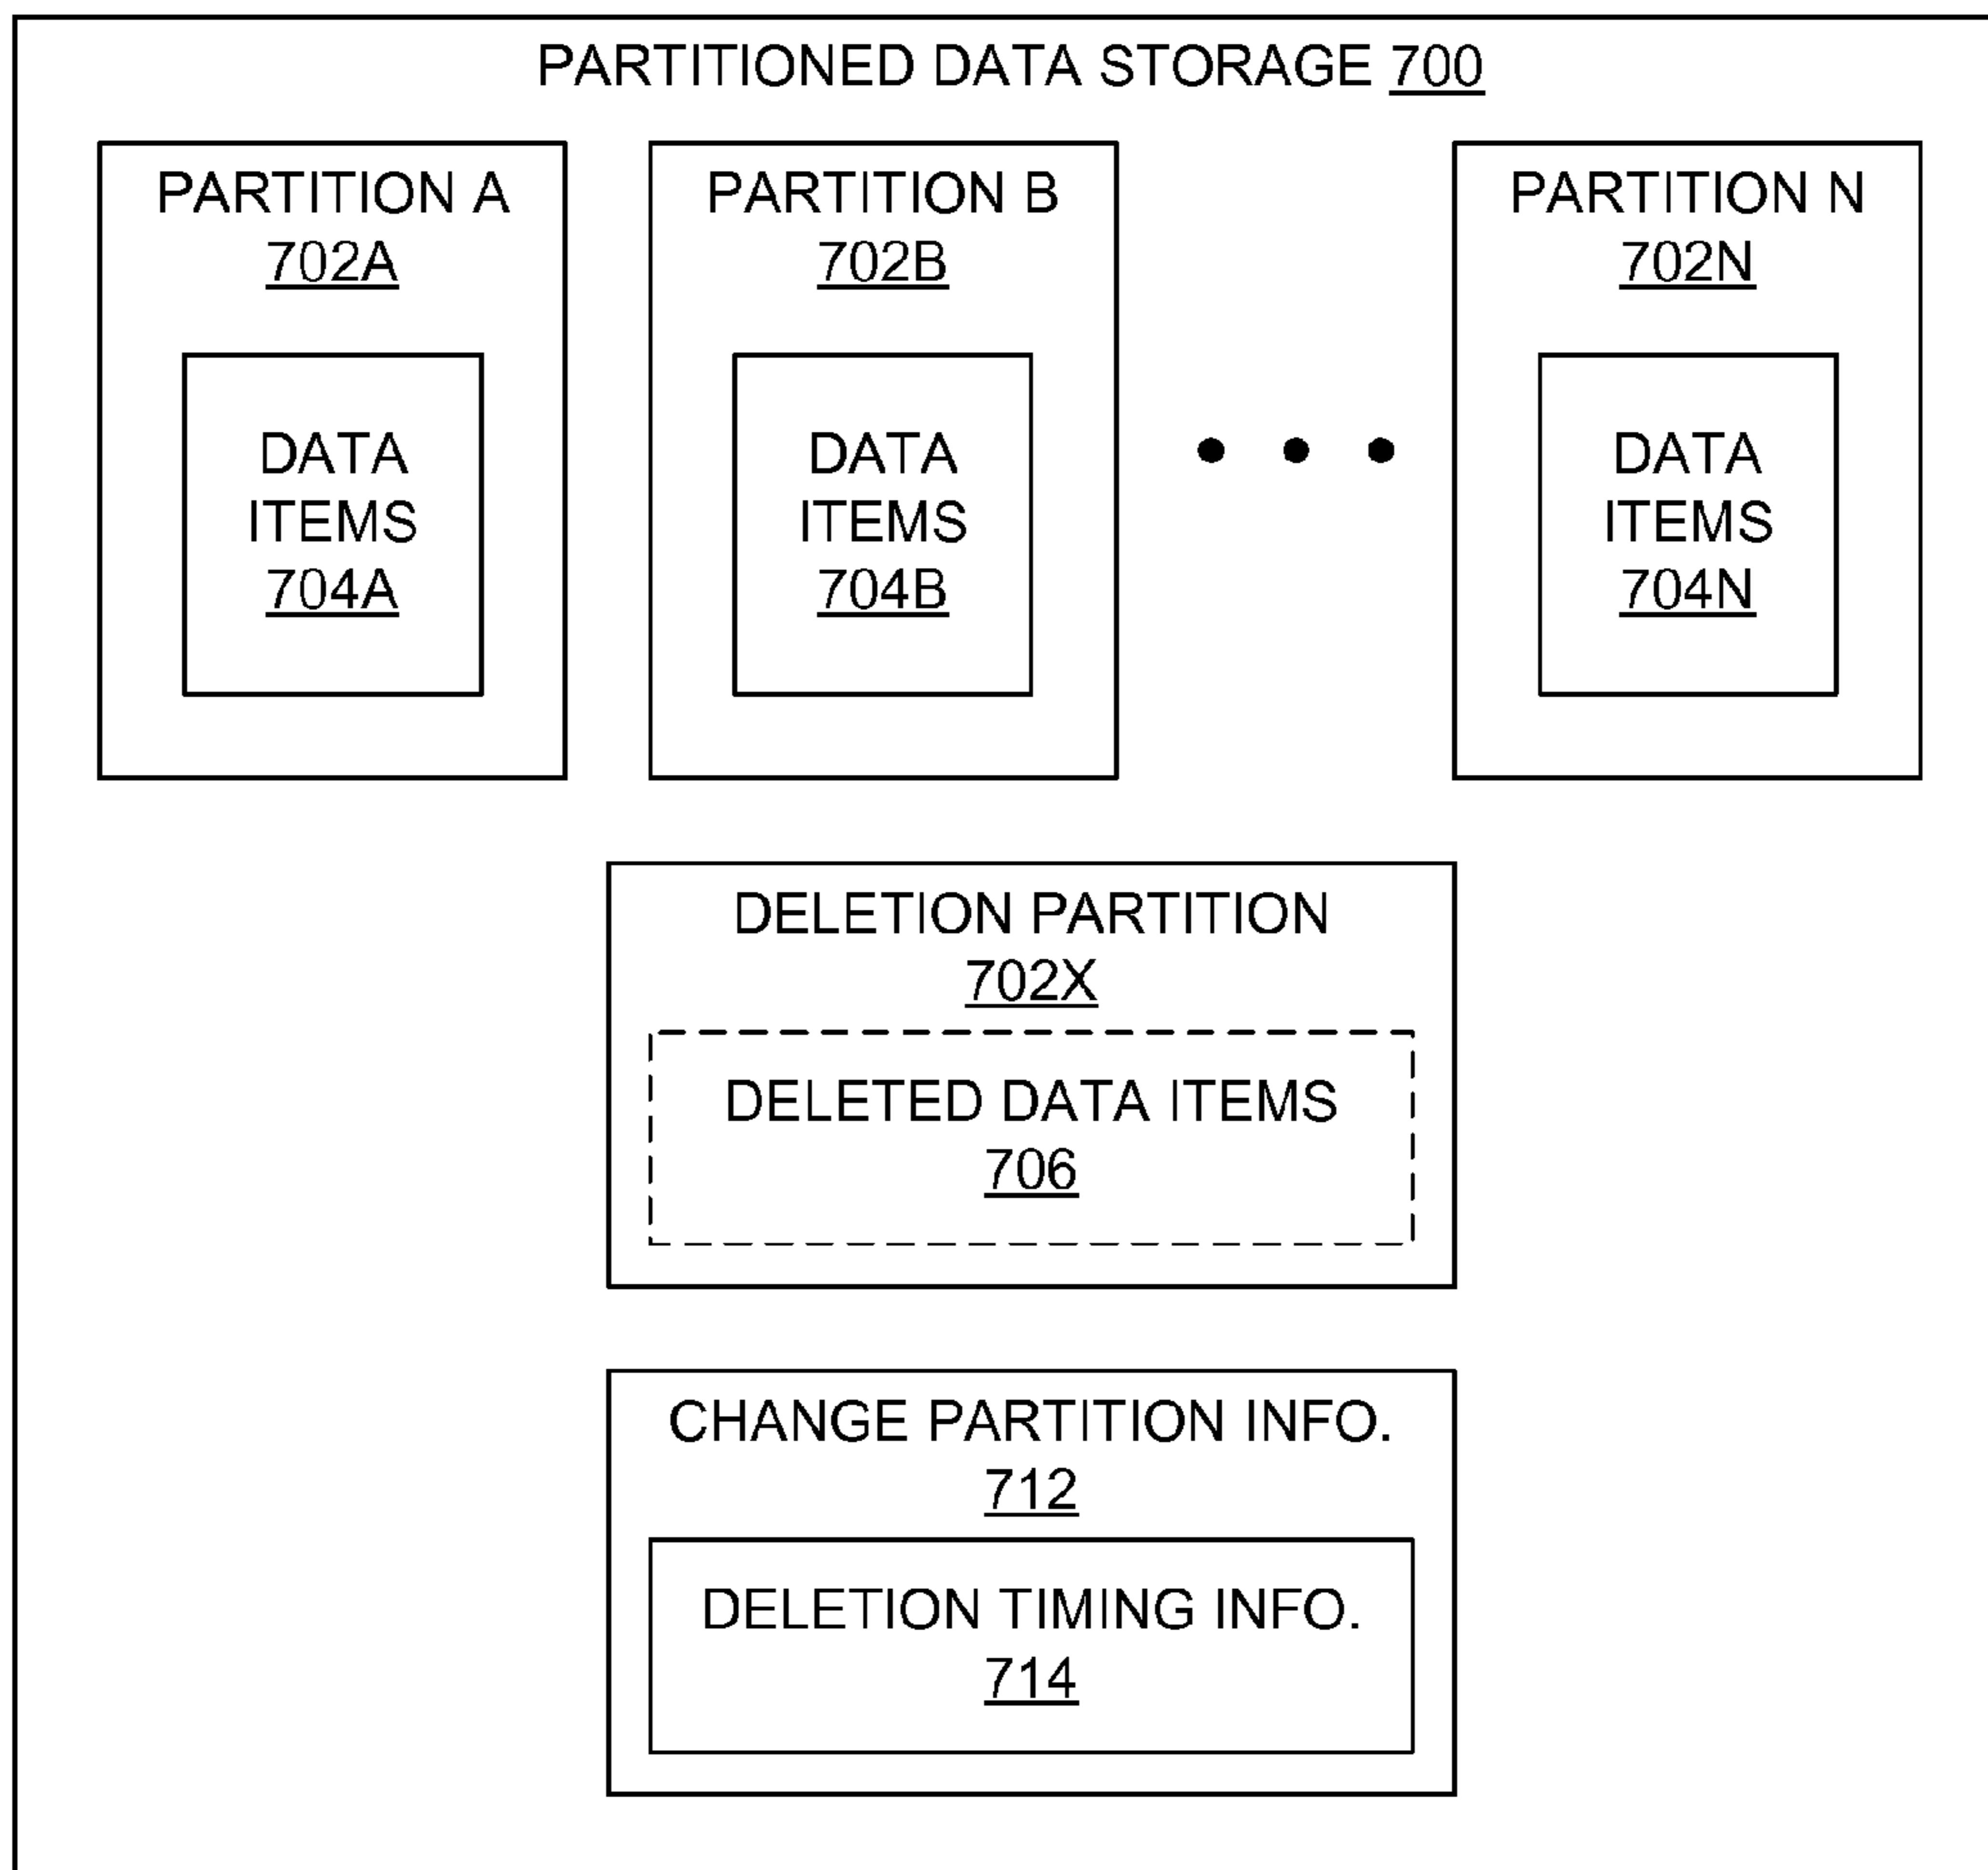 PARTITIONED DATA STORAGE 700
PARTITION A
702A
DATA
ITEMS
704A
PARTITION B
702B
DATA
ITEMS
704B
PARTITION N
702N
DATA
ITEMS
704N
DELETION PARTITION
702X
DELETED DATA ITEMS
706
CHANGE PARTITION INFO.
712
DELETION TIMING INFO.
714